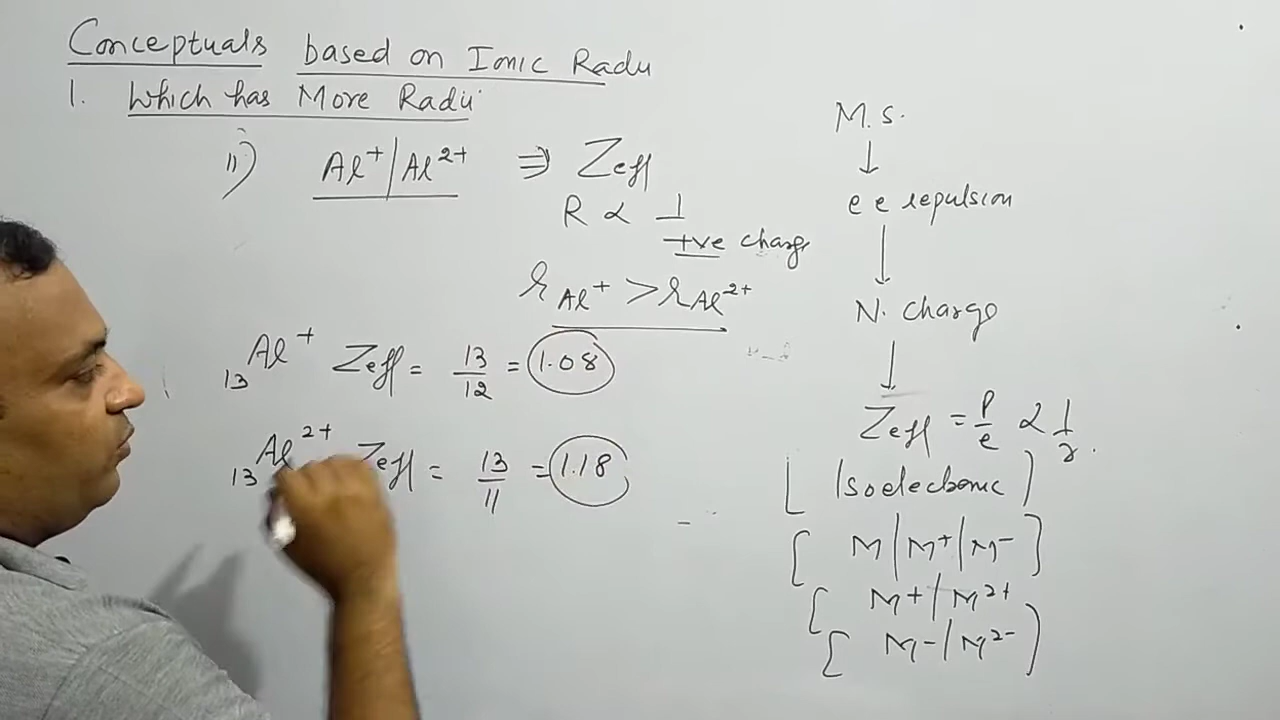 Conceptuals based on Ionic Radii
1. Which has More Radii
ii) Al⁺ | Al²⁺ ⇒ Zeff
R ∝ 1
+ve charge
r Al⁺ > r Al²⁺
₁₃Al⁺ Zeff = 13/12 = 1.08
₁₃Al²⁺ Zeff = 13/11 = 1.18
M.S.
↓
e e repulsion
↓
N. charge
↓
Zeff = P/e ∝ 1/r.
[ Isoelectronic ]
[ M | M⁺ | M⁻ ]
[ M⁺ | M²⁺
[ M⁻ | M²⁻ ]